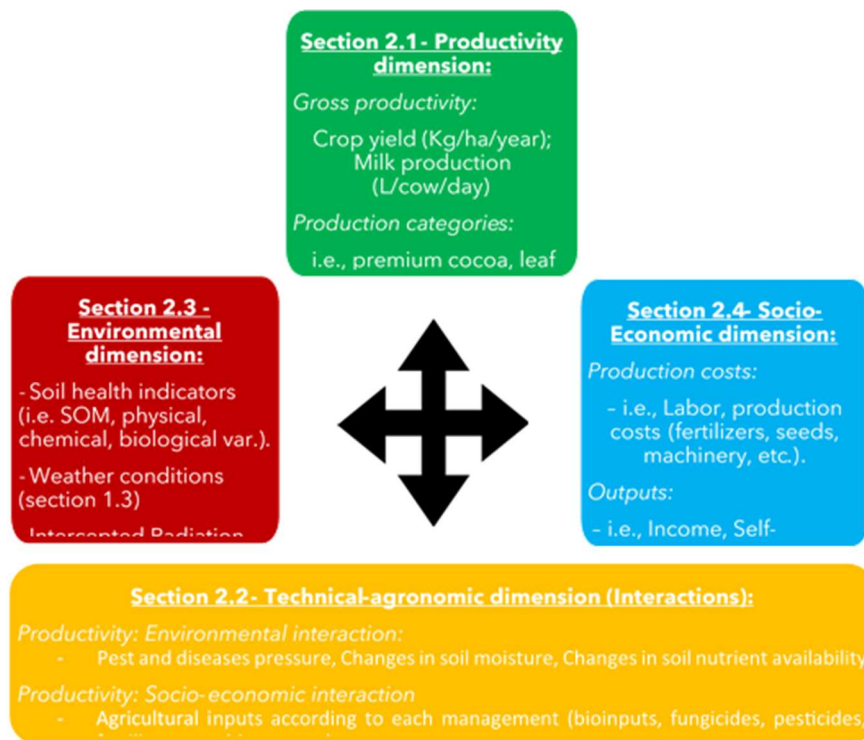 Section 2.1- Productivity
dimension:
Gross productivity:
Crop yield (Kg/ha/year);
Milk production
(L/cow/day)
Production categories:
i.e., premium cocoa, leaf
Section 2.3 -
Environmental
dimension:
- Soil health indicators
(i.e. SOM, physical,
chemical, biological var.).
- Weather conditions
(section 1.3)
- Intercepted Radiation
Section 2.4- Socio-
Economic dimension:
Production costs:
– i.e., Labor, production
costs (fertilizers, seeds,
machinery, etc.).
Outputs:
– i.e., Income, Self-
Section 2.2- Technical-agronomic dimension (Interactions):
Productivity: Environmental interaction:
- Pest and diseases pressure, Changes in soil moisture, Changes in soil nutrient availability
Productivity: Socio-economic interaction
- Agricultural inputs according to each management (bioinputs, fungicides, pesticides,